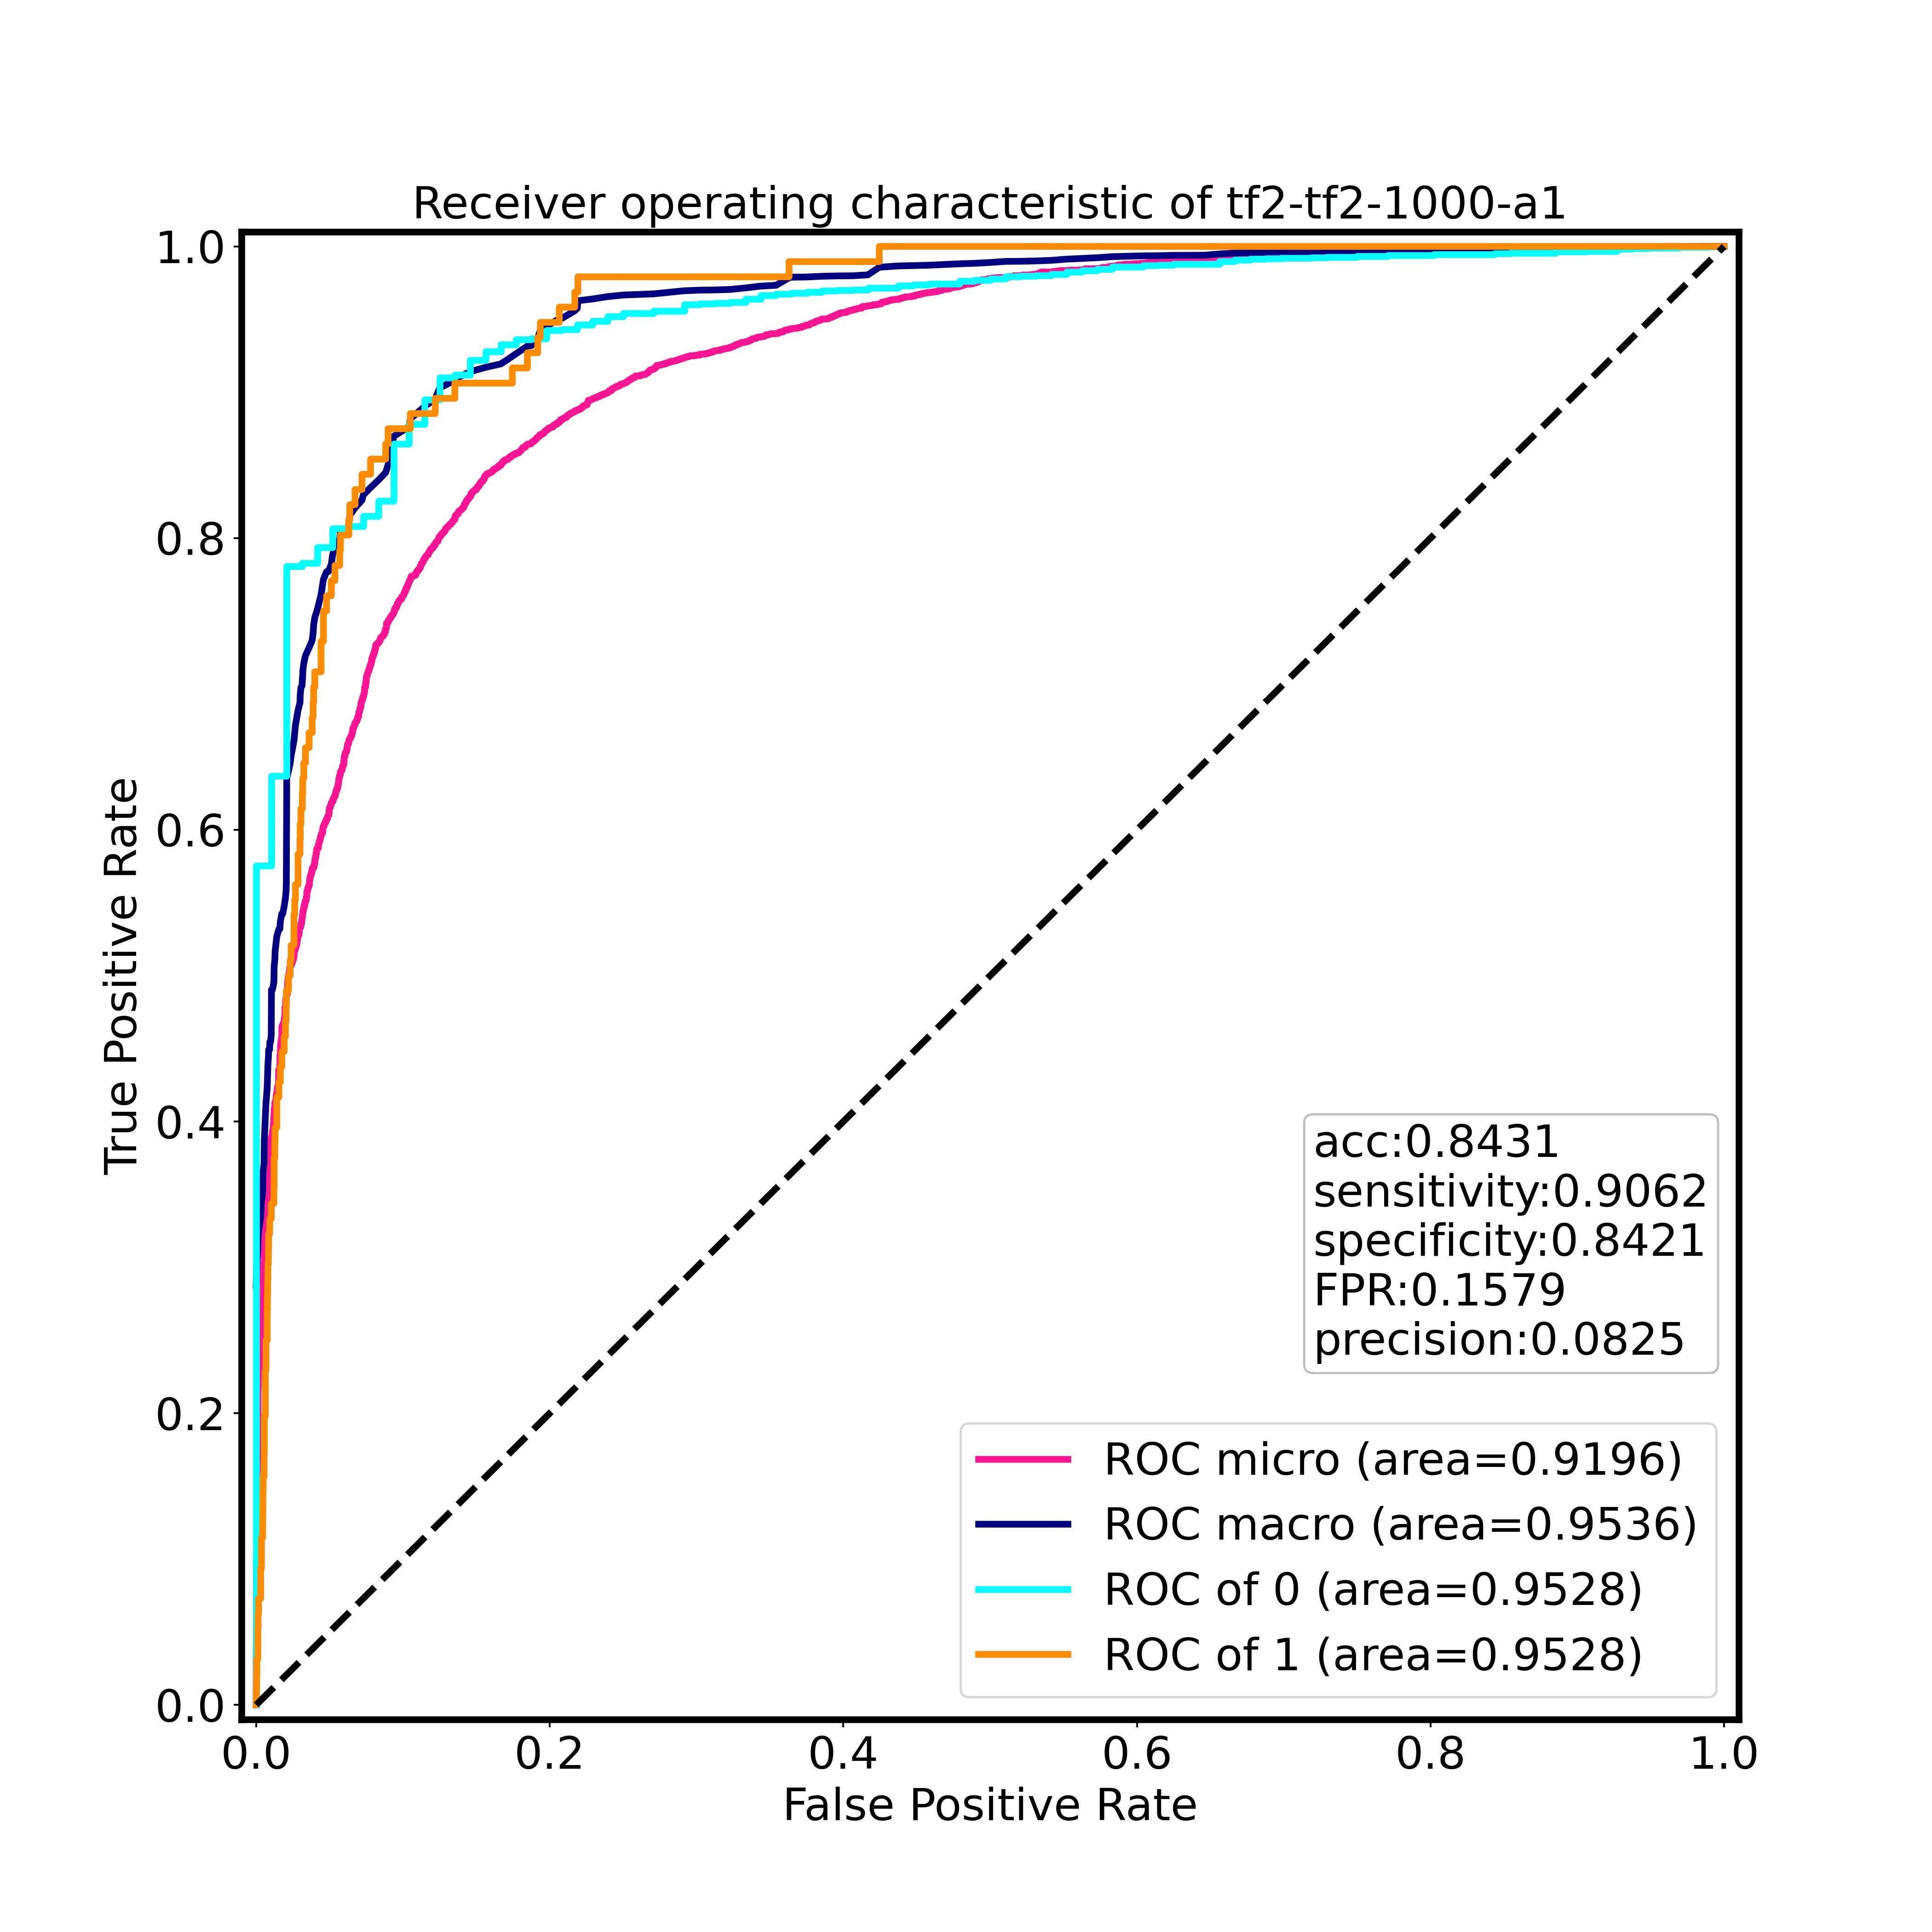 Receiver operating characteristic of tf2-tf2-1000-a1
1.0
0.8
0.6
0.4
0.2
0.0
True Positive Rate
acc:0.8431
sensitivity:0.9062
specificity:0.8421
FPR:0.1579
precision:0.0825
ROC micro (area=0.9196)
ROC macro (area=0.9536)
ROC of 0 (area=0.9528)
ROC of 1 (area=0.9528)
0.0 0.2 0.4 0.6 0.8 1.0
False Positive Rate